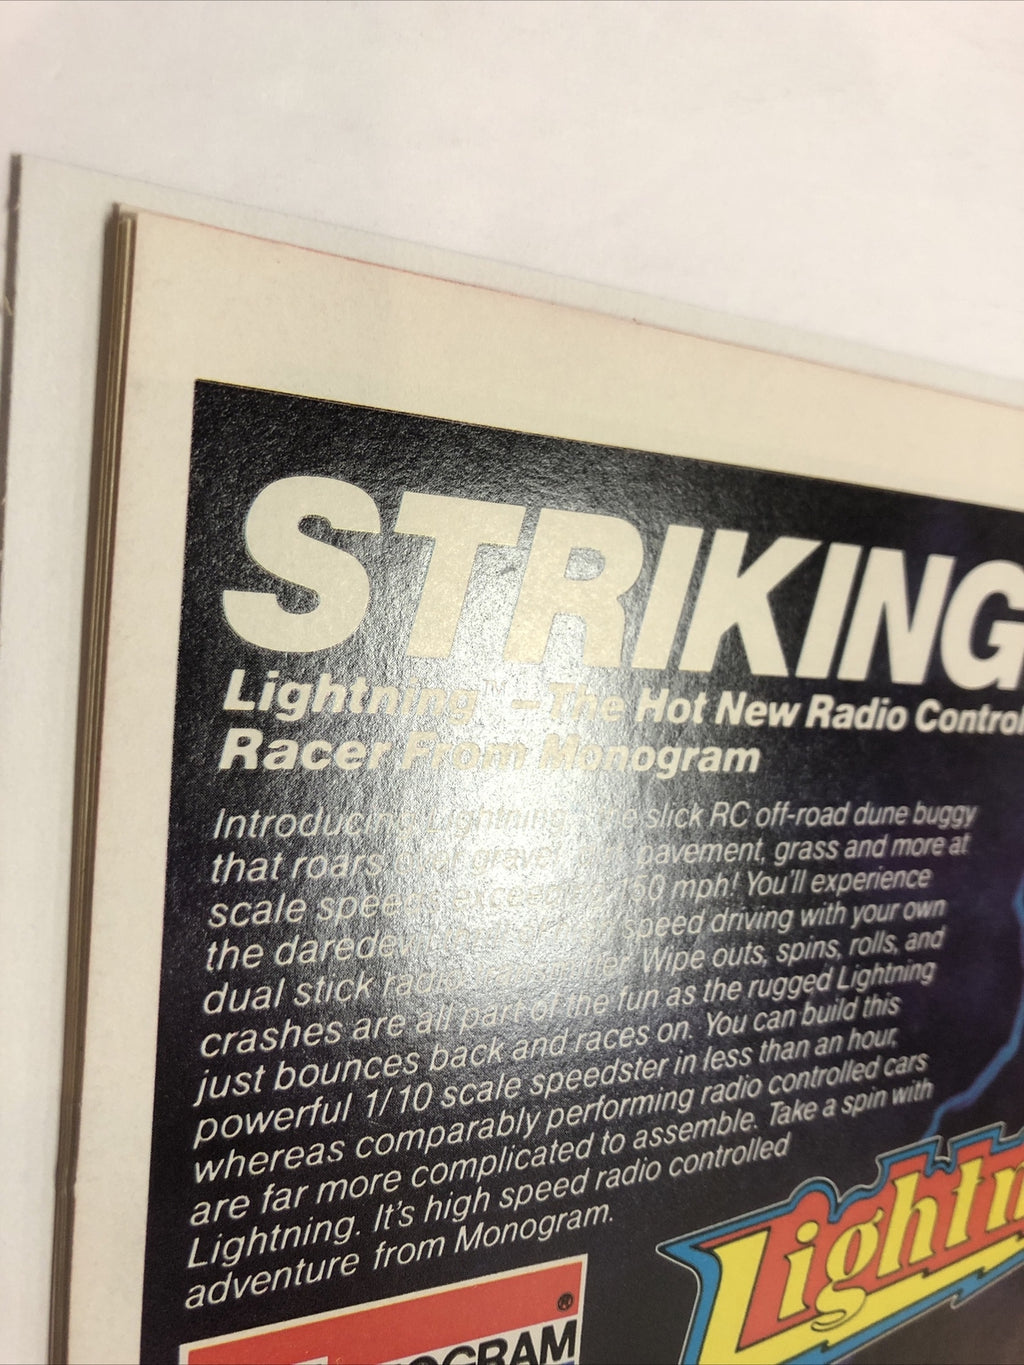 STRIKING
Lightning™ – The Hot New Radio Control
Racer From Monogram
Introducing Lightning, the slick RC off-road dune buggy
that roars over gravel, pavement, grass and more at
scale speeds exceeding 150 mph! You'll experience
the daredevil speed driving with your own
dual stick radio transmitter. Wipe outs, spins, rolls, and
crashes are all part of the fun as the rugged Lightning
just bounces back and races on. You can build this
powerful 1/10 scale speedster in less than an hour,
whereas comparably performing radio controlled cars
are far more complicated to assemble. Take a spin with
Lightning. It's high speed radio controlled
adventure from Monogram.
Lightn
®
OGRAM